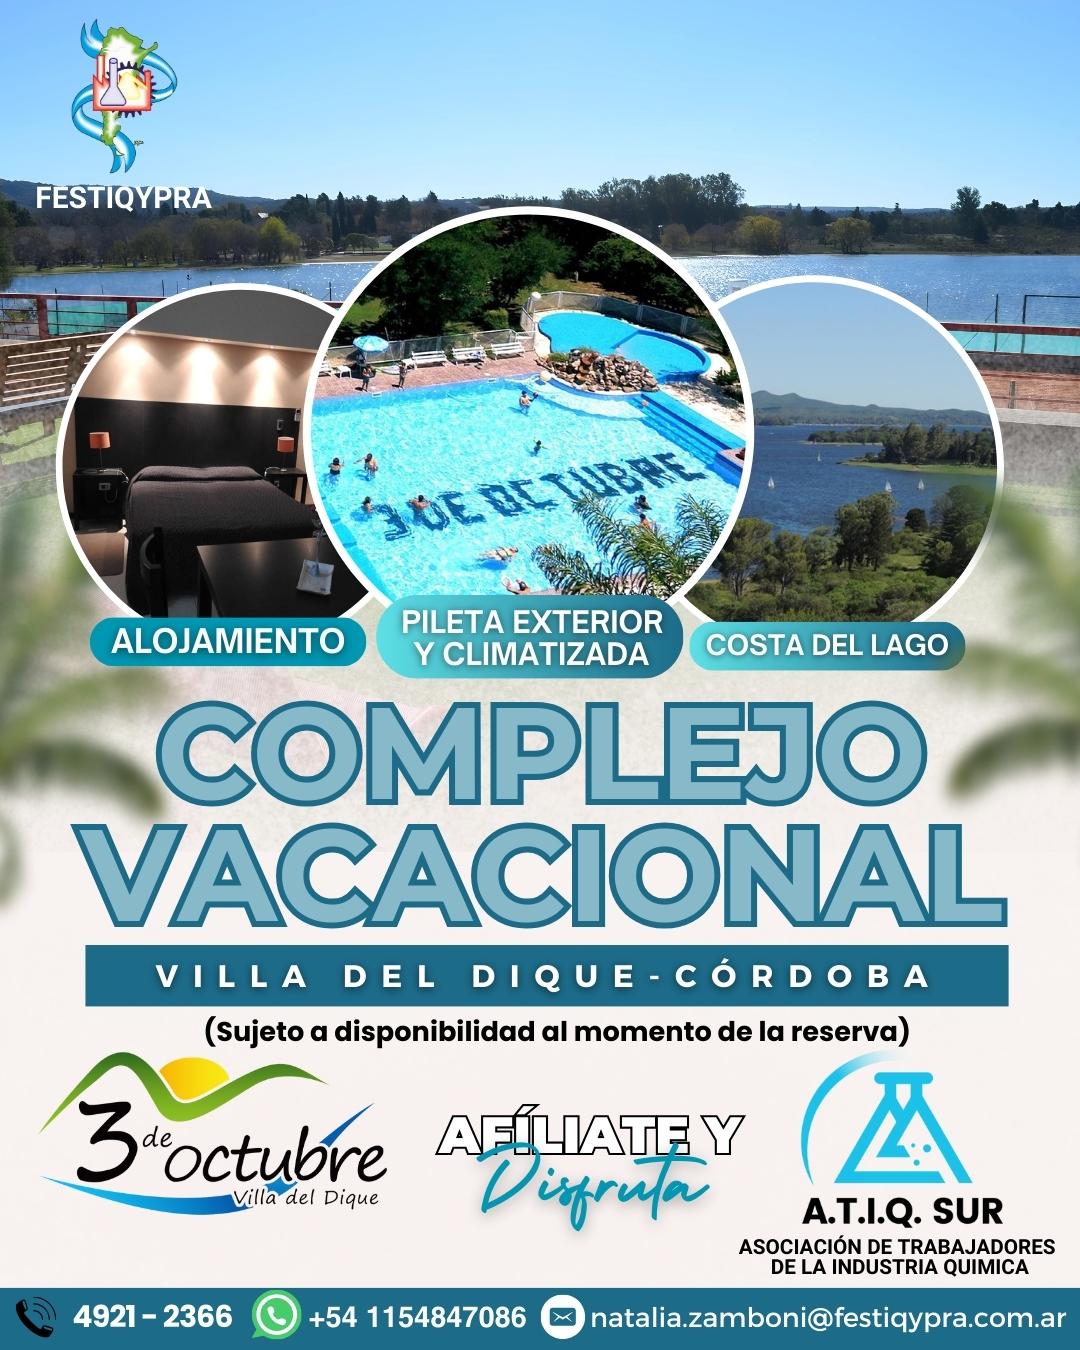 FESTIQYPRA
3 DE OCTUBRE
ALOJAMIENTO
PILETA EXTERIOR
Y CLIMATIZADA
COSTA DEL LAGO
COMPLEJO
VACACIONAL
VILLA DEL DIQUE-CÓRDOBA
(Sujeto a disponibilidad al momento de la reserva)
3 de octubre
Villa del Dique
AFÍLIATE Y
Disfruta
A.T.I.Q. SUR
ASOCIACIÓN DE TRABAJADORES
DE LA INDUSTRIA QUIMICA
4921 - 2366 +54 1154847086 natalia.zamboni@festiqypra.com.ar